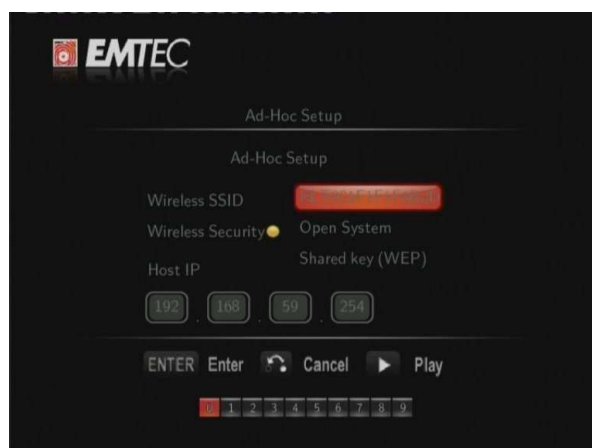 EMTEC
Ad-Hoc Setup
Ad-Hoc Setup
Wireless SSID
Wireless Security Open System
Shared key (WEP)
Host IP
192 . 168 . 59 . 254
ENTER Enter Cancel Play
0 1 2 3 4 5 6 7 8 9